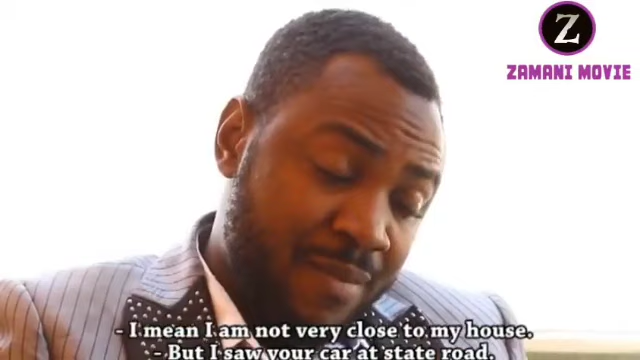 Z
ZAMANI MOVIE
- I mean I am not very close to my house.
- But I saw your car at state road.